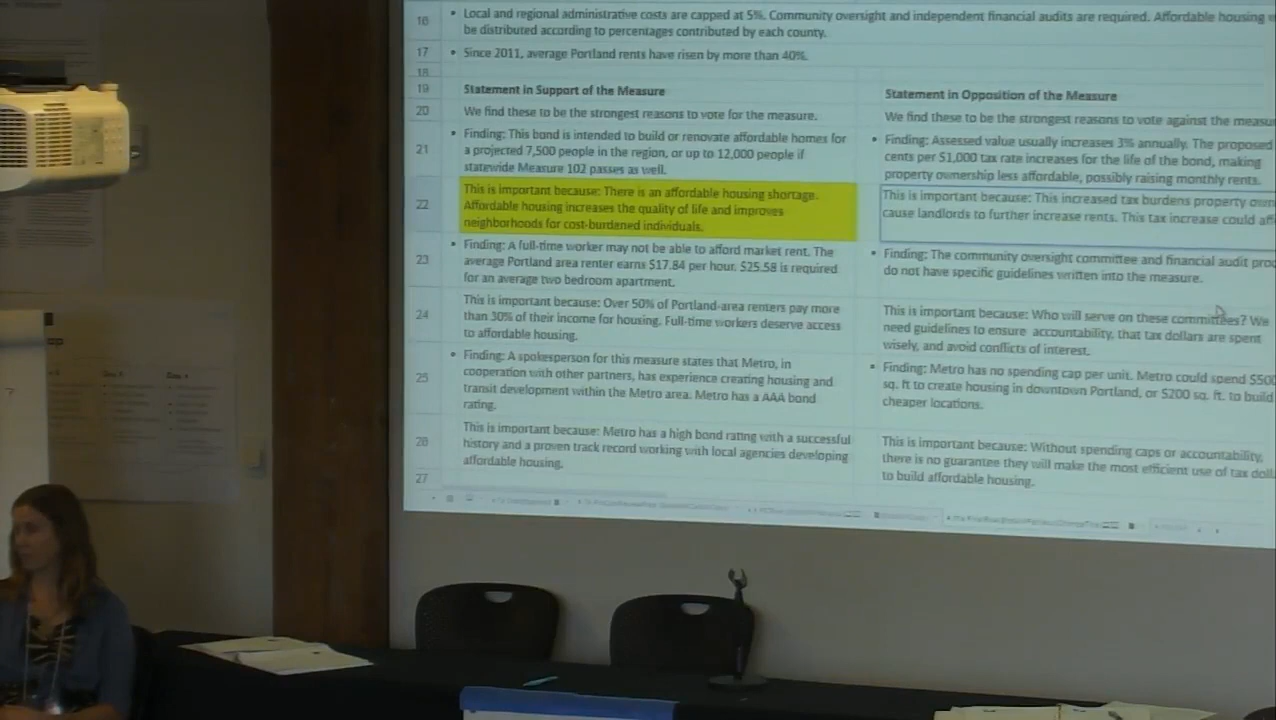 16
• Local and regional administrative costs are capped at 5%. Community oversight and independent financial audits are required. Affordable housing
be distributed according to percentages contributed by each county.
17
• Since 2011, average Portland rents have risen by more than 40%.
18
19
Statement in Support of the Measure
20
We find these to be the strongest reasons to vote for the measure.
21
• Finding: This bond is intended to build or renovate affordable homes for
a projected 7,500 people in the region, or up to 12,000 people if
statewide Measure 102 passes as well.
22
This is important because: There is an affordable housing shortage.
Affordable housing increases the quality of life and improves
neighborhoods for cost-burdened individuals.
23
• Finding: A full-time worker may not be able to afford market rent. The
average Portland area renter earns $17.84 per hour. $25.58 is required
for an average two bedroom apartment.
24
This is important because: Over 50% of Portland-area renters pay more
than 30% of their income for housing. Full-time workers deserve access
to affordable housing.
25
• Finding: A spokesperson for this measure states that Metro, in
cooperation with other partners, has experience creating housing and
transit development within the Metro area. Metro has a AAA bond
rating.
26
This is important because: Metro has a high bond rating with a successful
history and a proven track record working with local agencies developing
affordable housing.
27
Statement in Opposition of the Measure
We find these to be the strongest reasons to vote against the
• Finding: Assessed value usually increases 3% annually. The proposed
cents per $1,000 tax rate increases for the life of the bond, making
property ownership less affordable, possibly raising monthly rents.
This is important because: This increased tax burdens property
cause landlords to further increase rents. This tax increase could
• Finding: The community oversight committee and financial audit
do not have specific guidelines written into the measure.
This is important because: Who will serve on these committees? We
need guidelines to ensure accountability, that tax dollars are spent
wisely, and avoid conflicts of interest.
• Finding: Metro has no spending cap per unit. Metro could spend $500
sq. ft to create housing in downtown Portland, or $200 sq. ft. to build
cheaper locations.
This is important because: Without spending caps or accountability,
there is no guarantee they will make the most efficient use of tax
to build affordable housing.